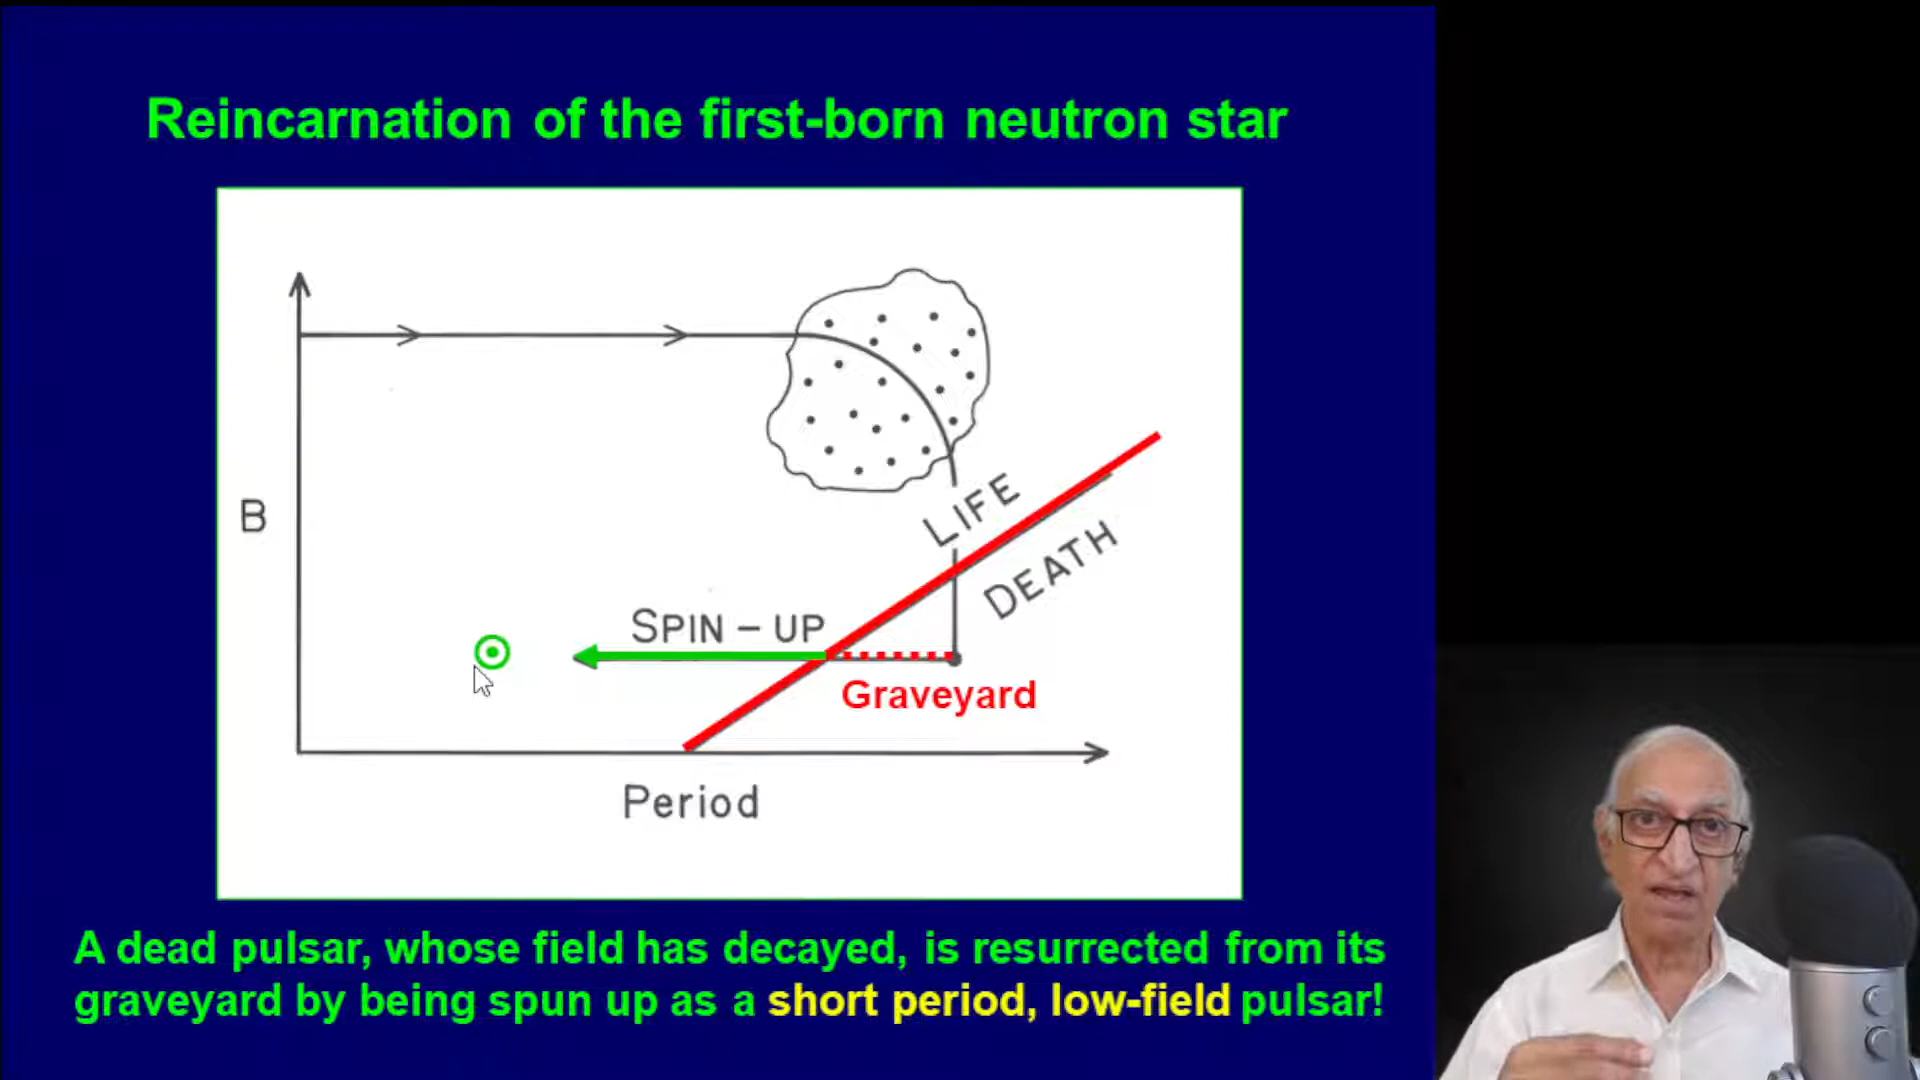 Reincarnation of the first-born neutron star
B
LIFE
DEATH
SPIN – UP
Graveyard
Period
A dead pulsar, whose field has decayed, is resurrected from its
graveyard by being spun up as a short period, low-field pulsar!